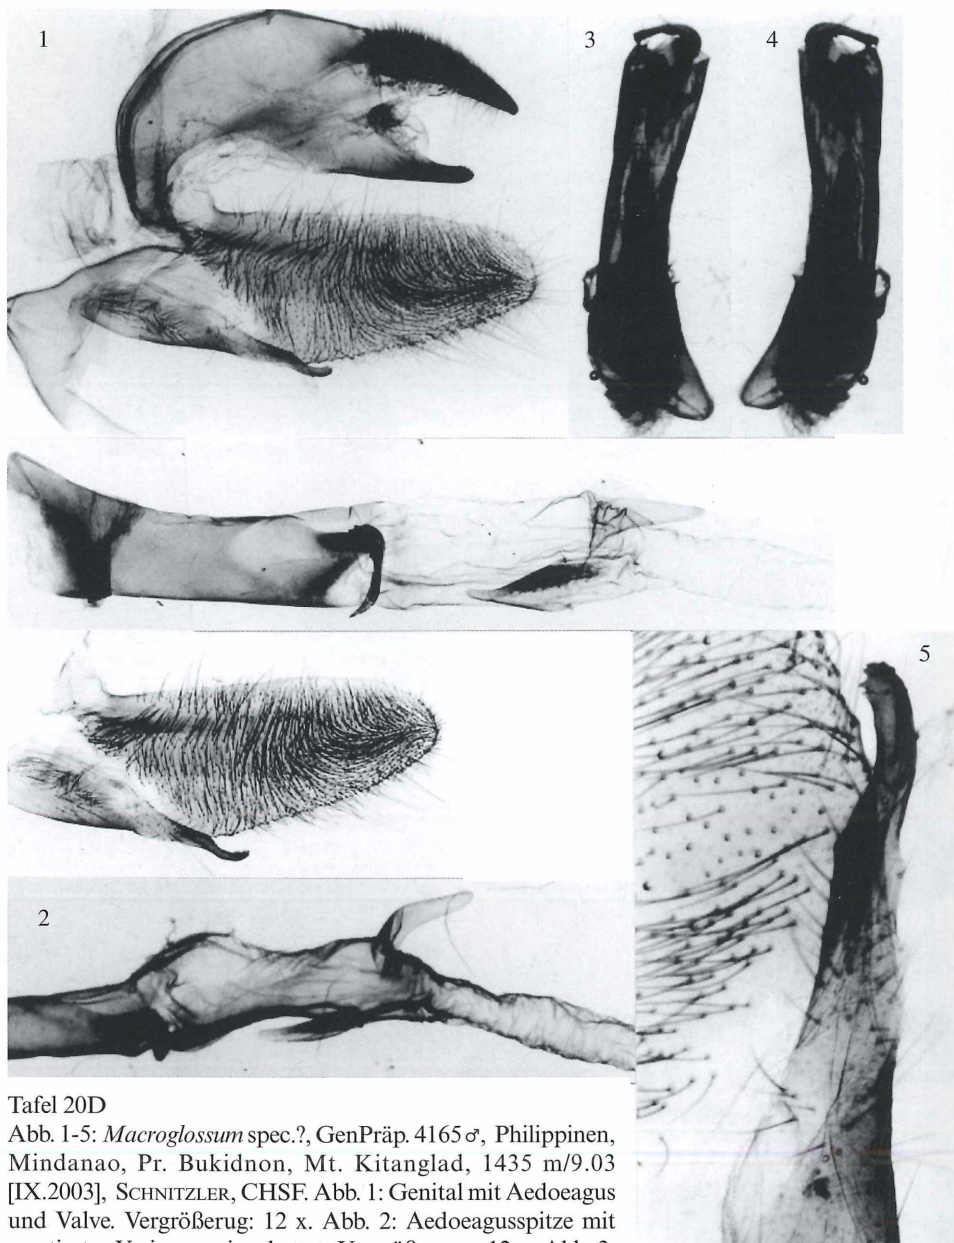 1
3
4
5
2
Tafel 20D
Abb. 1-5: Macroglossum spec.?, GenPräp. 4165♂, Philippinen,
Mindanao, Pr. Bukidnon, Mt. Kitanglad, 1435 m/9.03
[IX.2003], SCHNITZLER, CHSF. Abb. 1: Genital mit Aedoeagus
und Valve. Vergrößerug: 12 x. Abb. 2: Aedoeagusspitze mit